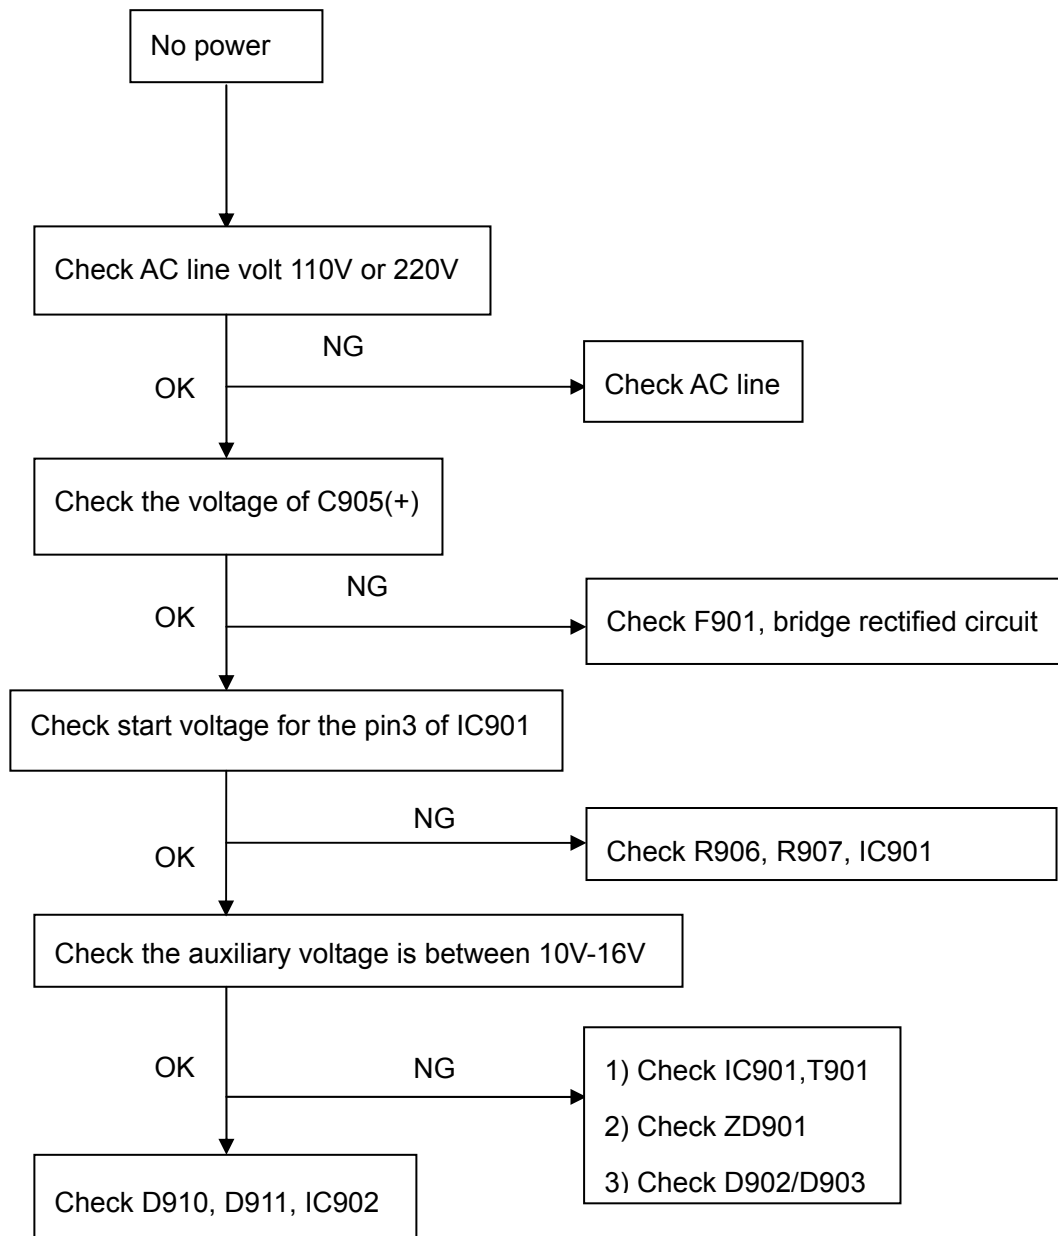 No power
Check AC line volt 110V or 220V
NG
OK
Check AC line
Check the voltage of C905(+)
NG
OK
Check F901, bridge rectified circuit
Check start voltage for the pin3 of IC901
NG
OK
Check R906, R907, IC901
Check the auxiliary voltage is between 10V-16V
OK
NG
1) Check IC901,T901
2) Check ZD901
3) Check D902/D903
Check D910, D911, IC902